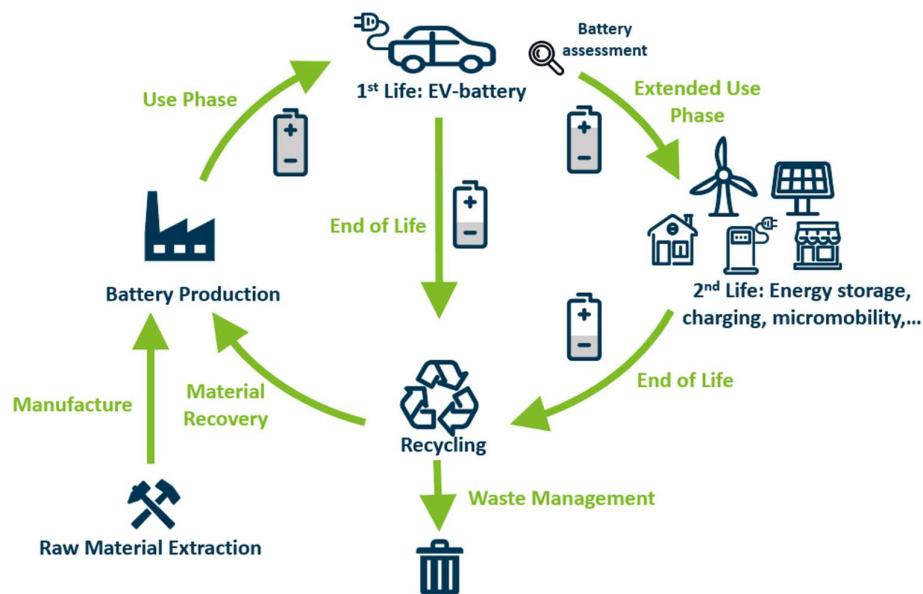 Battery
assessment
Use Phase
1st Life: EV-battery
Extended Use
Phase
End of Life
Battery Production
2nd Life: Energy storage,
charging, micromobility,...
Manufacture
Material
Recovery
End of Life
Recycling
Waste Management
Raw Material Extraction